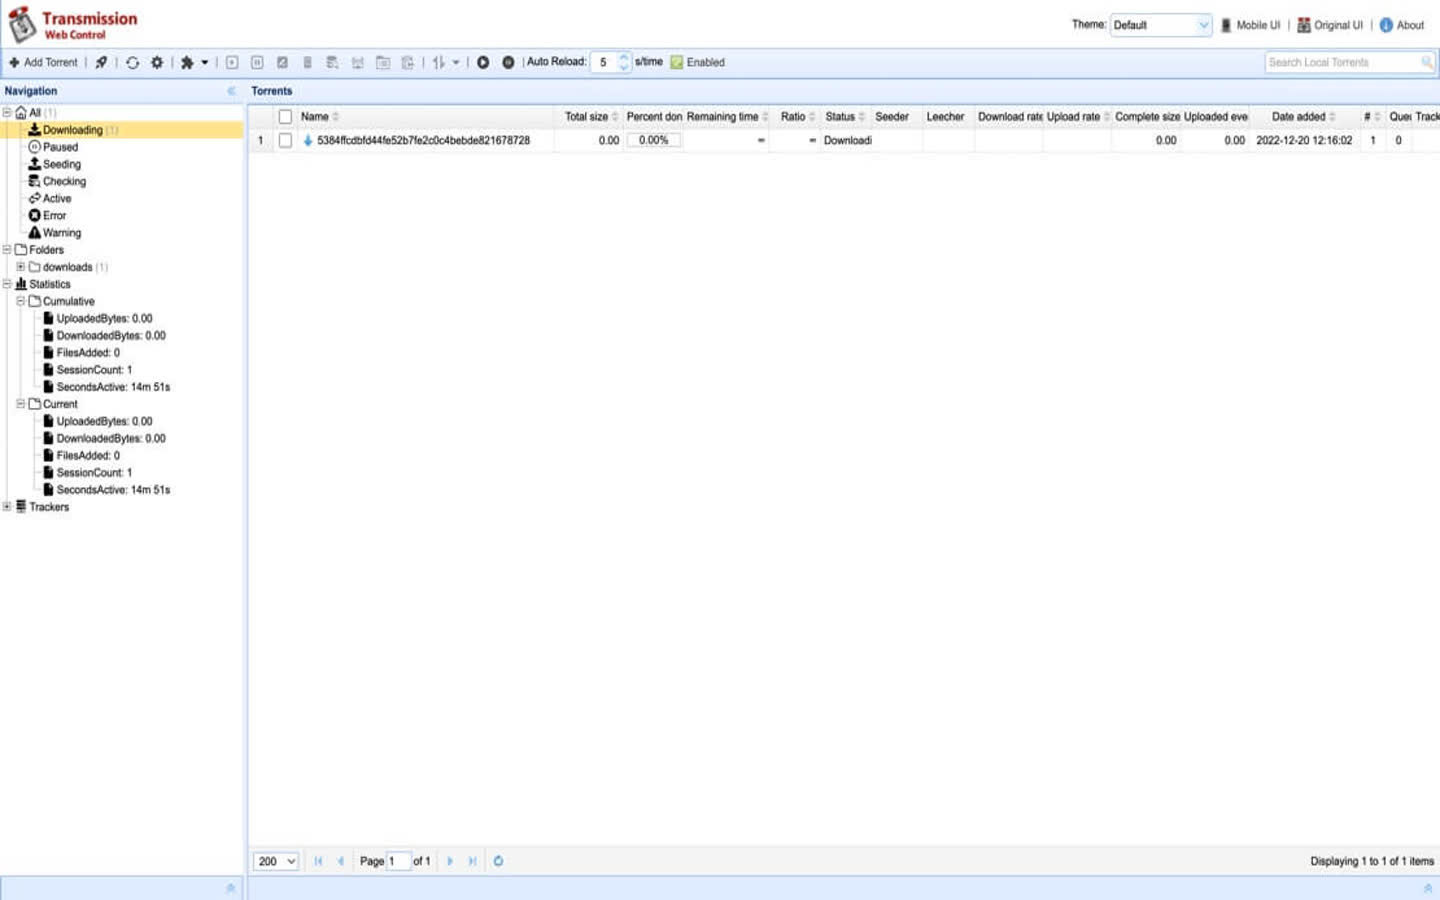 Transmission
Web Control
Theme: Default Mobile UI | Original UI | About
Add Torrent | | | | | | Auto Reload: 5 s/time Enabled Search Local Torrents
Navigation
Torrents
All (1)
Downloading (1)
Paused
Seeding
Checking
Active
Error
Warning
Folders
downloads (1)
Statistics
Cumulative
UploadedBytes: 0.00
DownloadedBytes: 0.00
FilesAdded: 0
SessionCount: 1
SecondsActive: 14m 51s
Current
UploadedBytes: 0.00
DownloadedBytes: 0.00
FilesAdded: 0
SessionCount: 1
SecondsActive: 14m 51s
Trackers
Name Total size Percent don Remaining time Ratio Status Seeder Leecher Download rate Upload rate Complete size Uploaded eve Date added # Que Track
1 5384ffcdbfd44fe52b7fe2c0c4bebde821678728 0.00 0.00% ∞ ∞ Downloadi 0.00 0.00 2022-12-20 12:16:02 1 0
200 Page 1 of 1 Displaying 1 to 1 of 1 items